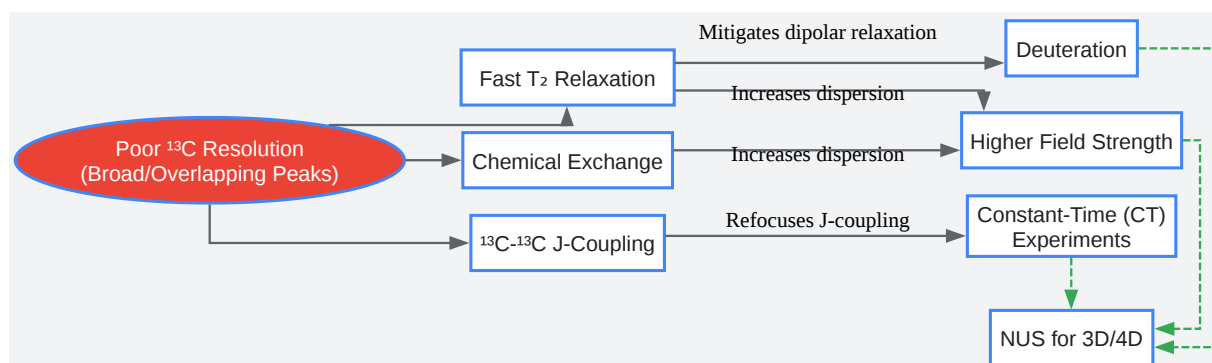 Mitigates dipolar relaxation
Deuteration
Fast T₂ Relaxation
Increases dispersion
Poor ¹³C Resolution
(Broad/Overlapping Peaks)
Chemical Exchange
Increases dispersion
Higher Field Strength
¹³C-¹³C J-Coupling
Refocuses J-coupling
Constant-Time (CT)
Experiments
NUS for 3D/4D